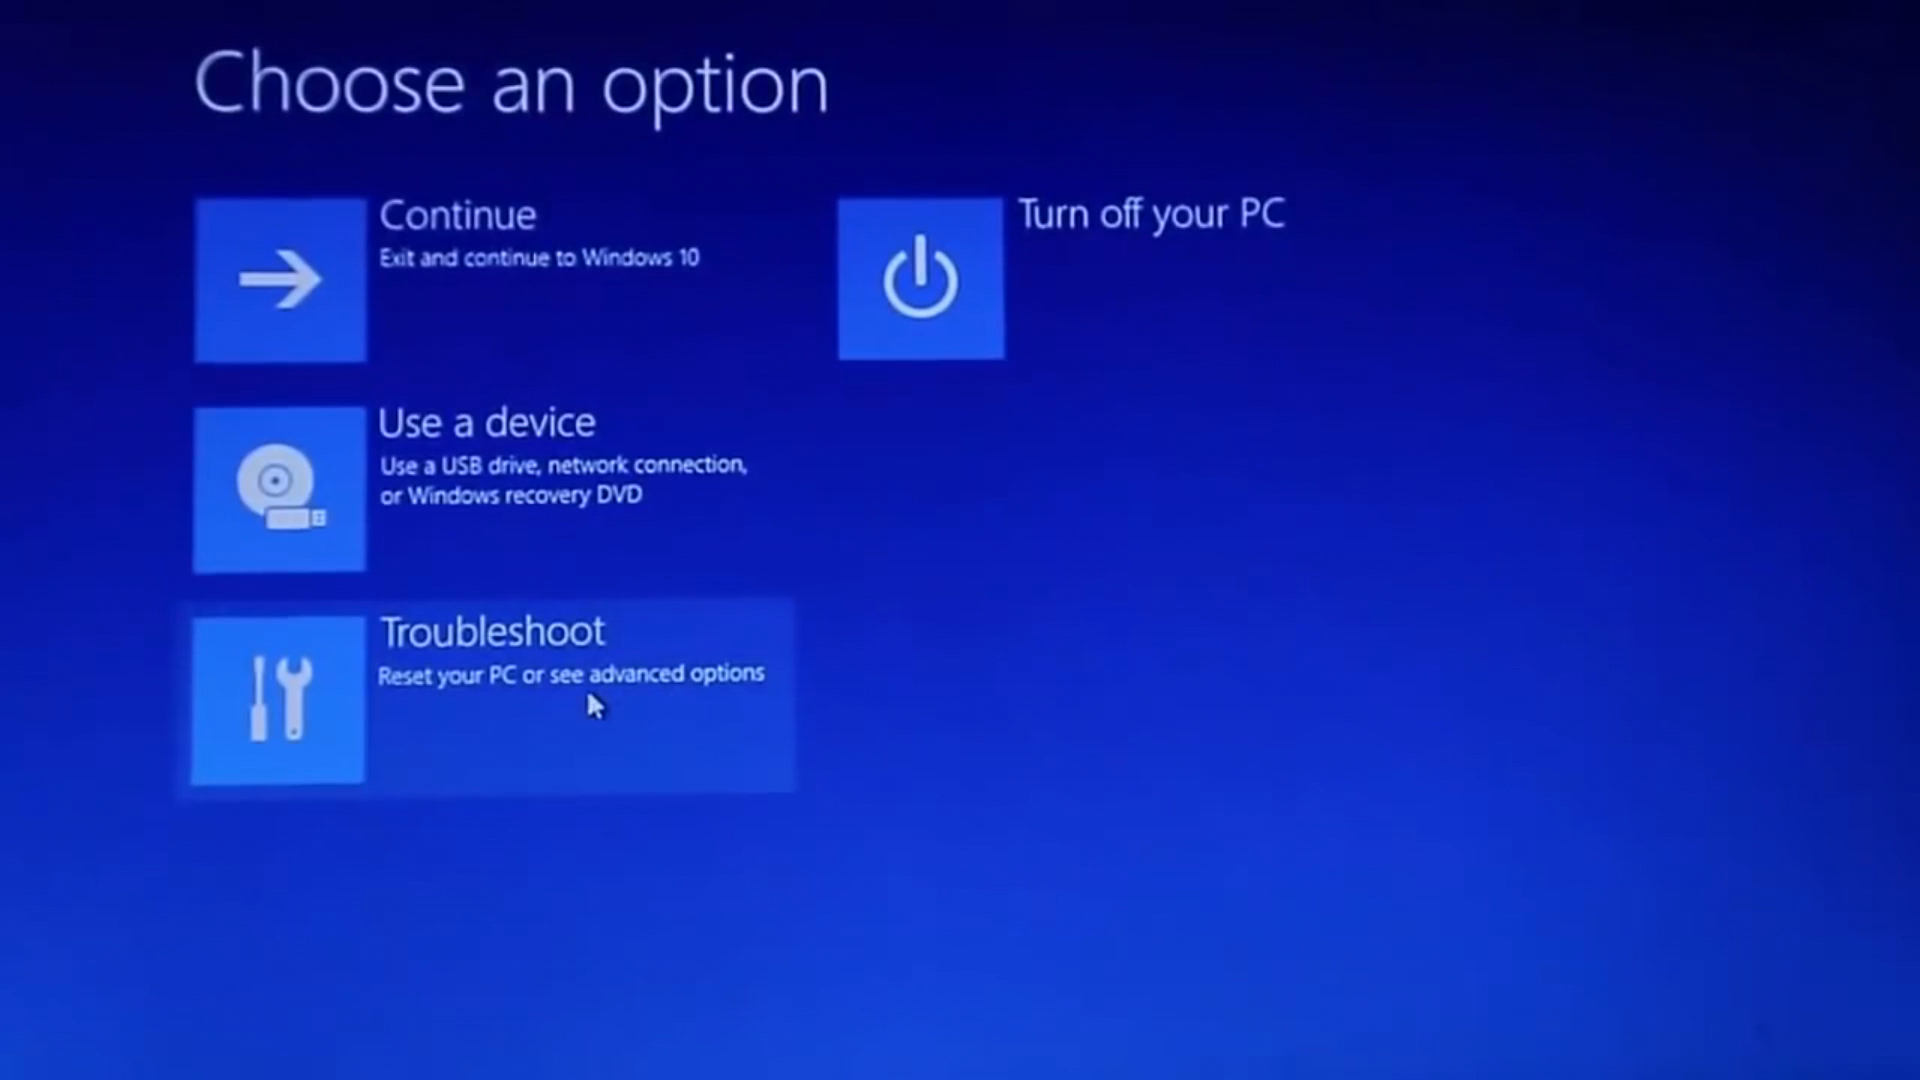 Choose an option
Continue
Exit and continue to Windows 10
Turn off your PC
Use a device
Use a USB drive, network connection,
or Windows recovery DVD
Troubleshoot
Reset your PC or see advanced options